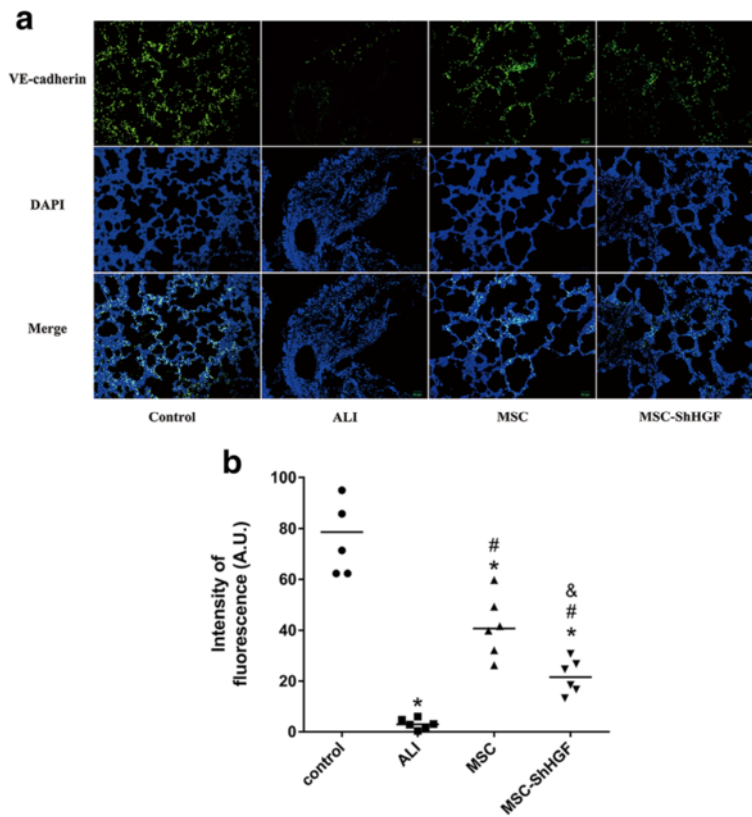 a
VE-cadherin
DAPI
Merge
Control ALI MSC MSC-ShHGF
b
Intensity of
fluorescence (A.U.)
100
80
60
40
20
0
*
#
*
&
#
*
control ALI MSC MSC-ShHGF